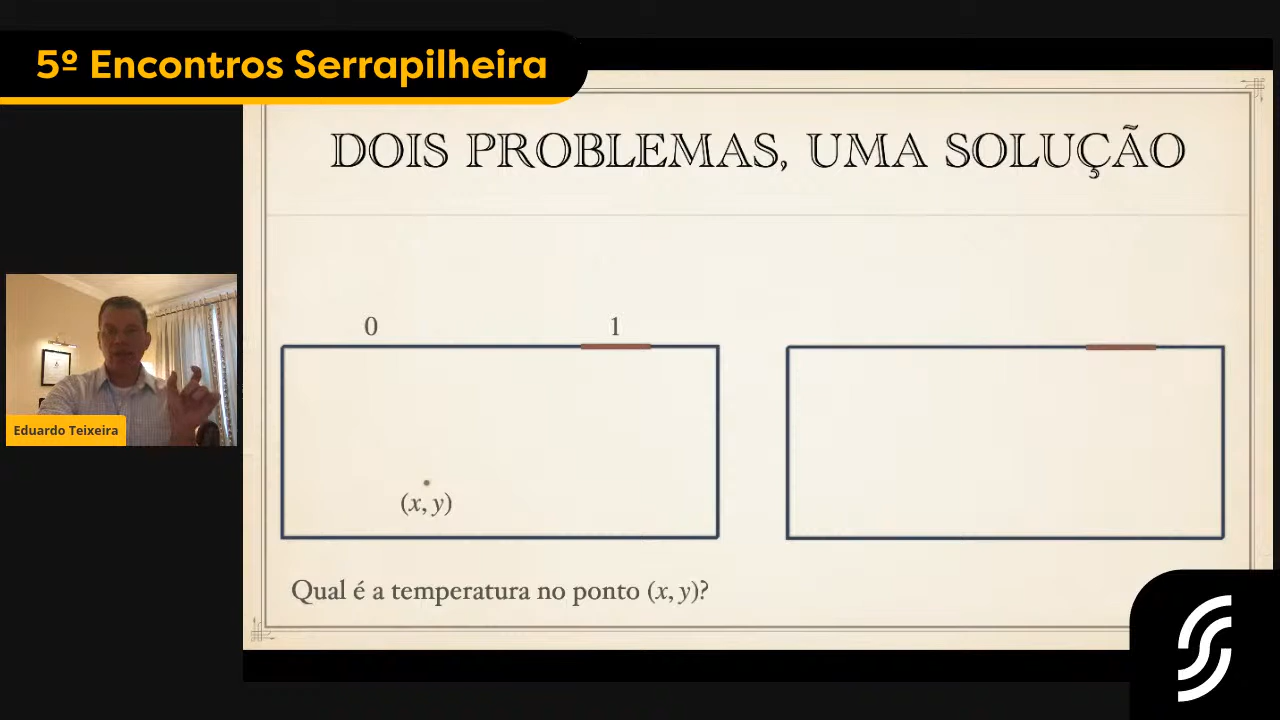 5º Encontros Serrapilheira
DOIS PROBLEMAS, UMA SOLUÇÃO
0
1
(x, y)
Qual é a temperatura no ponto (x, y)?
Eduardo Teixeira